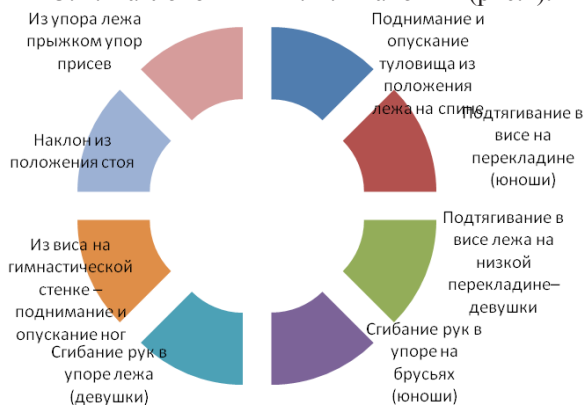 Из упора лежа
прыжком упор
присев
Поднимание и
опускание
туловища из
положения
лежа на спине
Подтягивание в
висе на
перекладине
(юноши)
Наклон из
положения стоя
Подтягивание в
висе лежа на
низкой
перекладине–
девушки
Из виса на
гимнастической
стенке –
поднимание и
опускание ног
Сгибание рук в
упоре на
брусьях
(юноши)
Сгибание рук в
упоре лежа
(девушки)